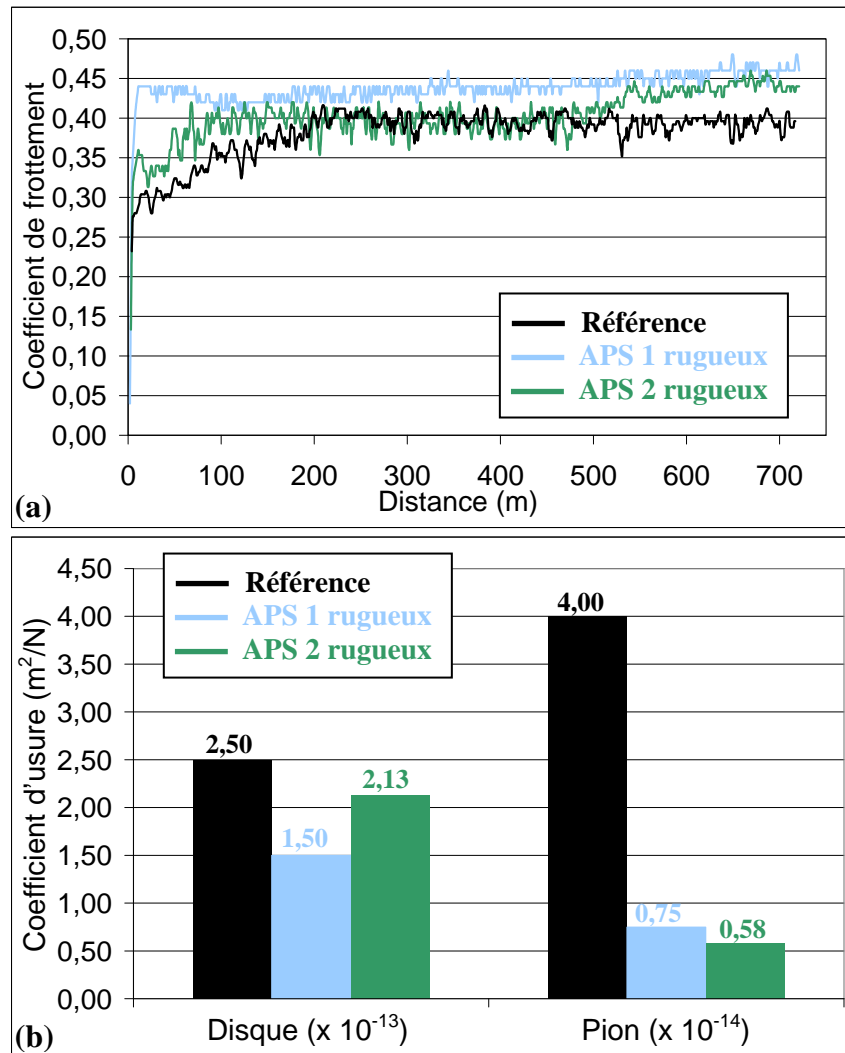 0,50
0,45
0,40
0,35
0,30
0,25
0,20
0,15
0,10
0,05
0,00
Coefficient de frottement
Référence
APS 1 rugueux
APS 2 rugueux
0 100 200 300 400 500 600 700
Distance (m)
(a)
4,50
4,00
3,50
3,00
2,50
2,00
1,50
1,00
0,50
0,00
Coefficient d'usure (m²/N)
Référence
APS 1 rugueux
APS 2 rugueux
2,50
1,50
2,13
4,00
0,75
0,58
Disque (x 10⁻¹³) Pion (x 10⁻¹⁴)
(b)